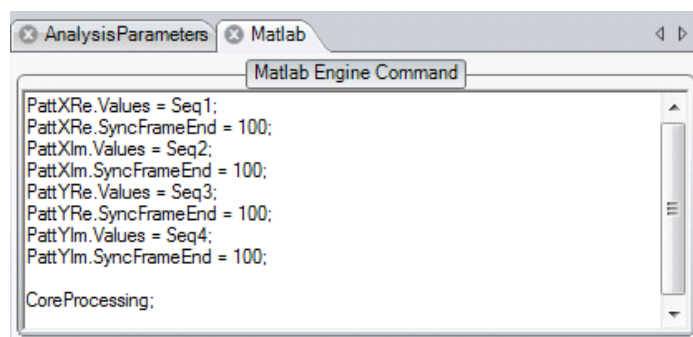 AnalysisParameters Matlab
Matlab Engine Command
PattXRe.Values = Seq1;
PattXRe.SyncFrameEnd = 100;
PattXIm.Values = Seq2;
PattXIm.SyncFrameEnd = 100;
PattYRe.Values = Seq3;
PattYRe.SyncFrameEnd = 100;
PattYIm.Values = Seq4;
PattYIm.SyncFrameEnd = 100;
CoreProcessing;